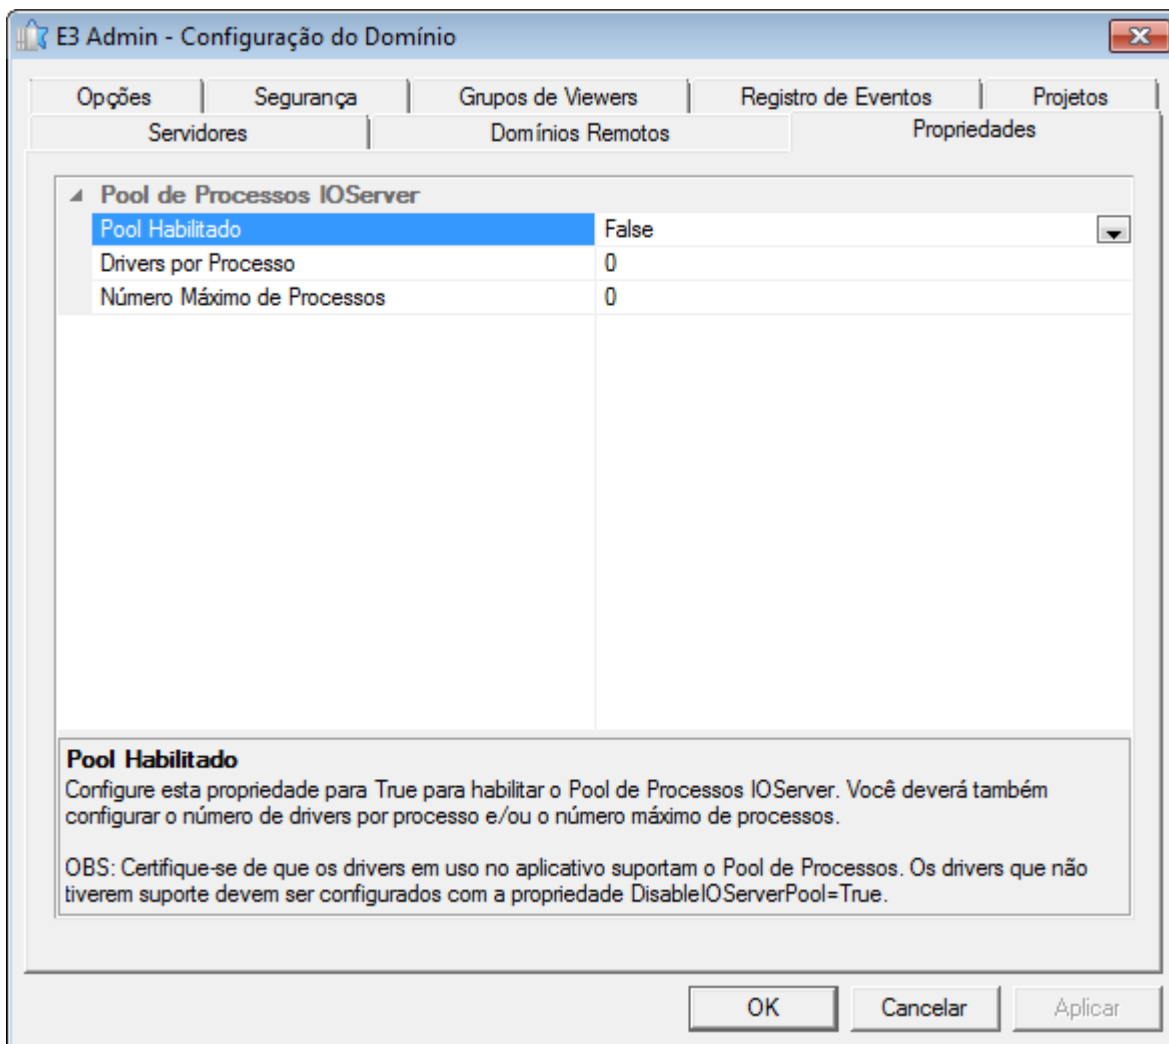 E3 Admin - Configuração do Domínio
Opções
Segurança
Grupos de Viewers
Registro de Eventos
Projetos
Servidores
Domínios Remotos
Propriedades
Pool de Processos IOServer
Pool Habilitado
False
Drivers por Processo
0
Número Máximo de Processos
0
Pool Habilitado
Configure esta propriedade para True para habilitar o Pool de Processos IOServer. Você deverá também
configurar o número de drivers por processo e/ou o número máximo de processos.
OBS: Certifique-se de que os drivers em uso no aplicativo suportam o Pool de Processos. Os drivers que não
tiverem suporte devem ser configurados com a propriedade DisableIOServerPool=True.
OK
Cancelar
Aplicar